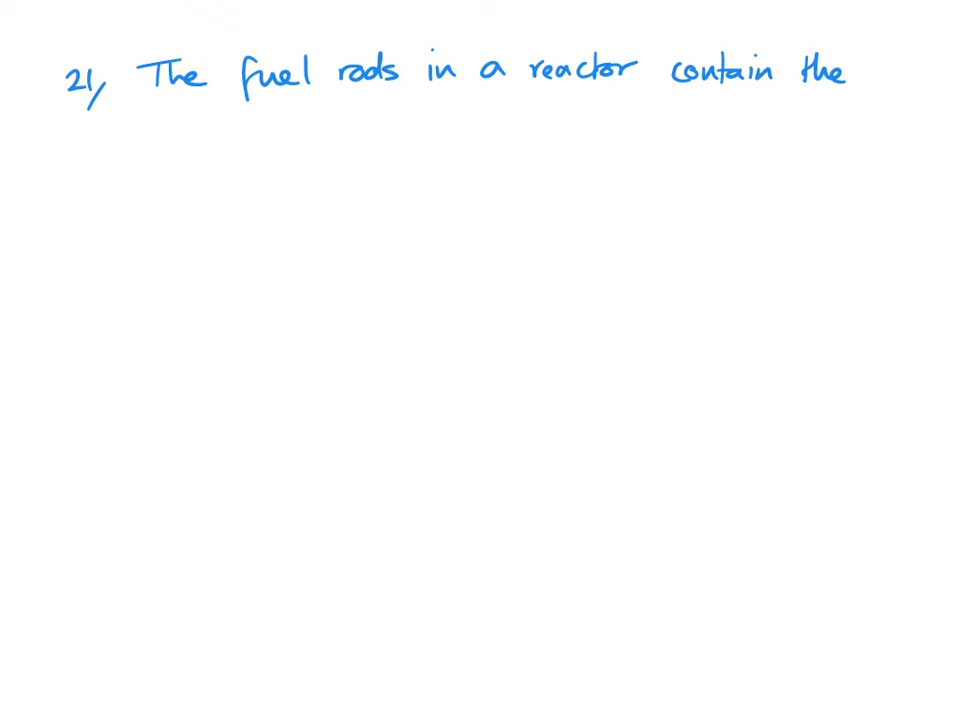 21, The fuel rods in a reactor contain the